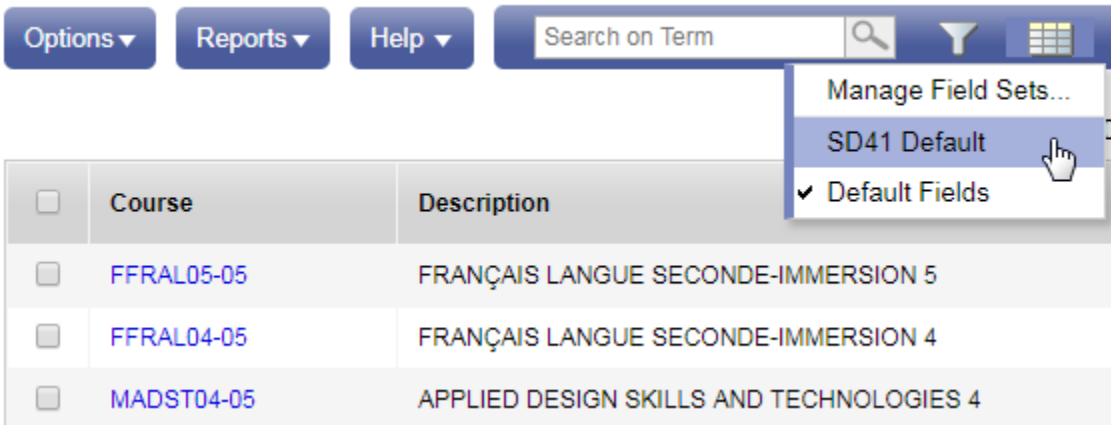 Options Reports Help Search on Term
Manage Field Sets...
SD41 Default
Default Fields
Course Description
FFRAL05-05 FRANÇAIS LANGUE SECONDE-IMMERSION 5
FFRAL04-05 FRANÇAIS LANGUE SECONDE-IMMERSION 4
MADST04-05 APPLIED DESIGN SKILLS AND TECHNOLOGIES 4